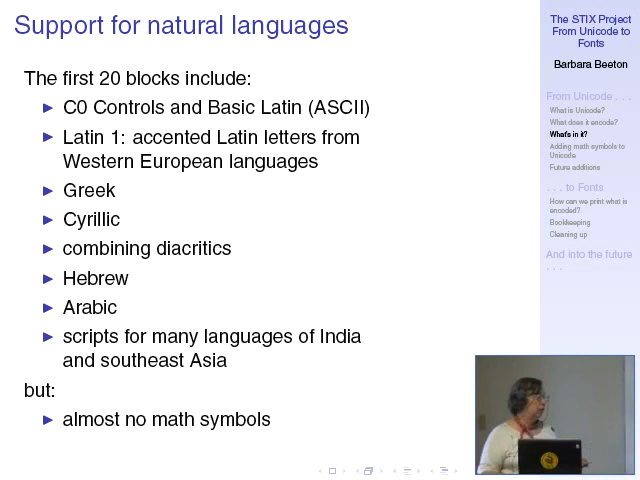 Support for natural languages
The first 20 blocks include:
C0 Controls and Basic Latin (ASCII)
Latin 1: accented Latin letters from
Western European languages
Greek
Cyrillic
combining diacritics
Hebrew
Arabic
scripts for many languages of India
and southeast Asia
but:
almost no math symbols
The STIX Project
From Unicode to
Fonts
Barbara Beeton
From Unicode . . .
What is Unicode?
What does it encode?
What's in it?
Adding math symbols to
Unicode
Future additions
. . . to Fonts
How can we print what is
encoded?
Bookkeeping
Cleaning up
And into the future
. . .